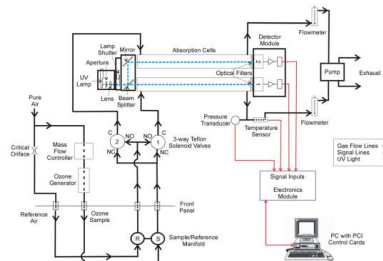 Lamp
Shutter
Aperture
Mirror
Absorption Cells
Detector
Module
Flowmeter
UV
Lamp
Lens
Beam
Splitter
Optical Filters
2
1
Pump
Exhaust
Pure
Air
Critical
Oriface
Mass
Flow
Controller
Ozone
Generator
C
NO
NO
C
2
1
NC
NC
3-way Teflon
Solenoid Valves
Pressure
Transducer
Temperature
Sensor
Flowmeter
Signal Inputs
Electronics
Module
Gas Flow Lines
Signal Lines
UV Light
Reference
Air
Ozone
Sample
Front
Panel
R
S
Sample/Reference
Manifold
PC with PCI
Control Cards